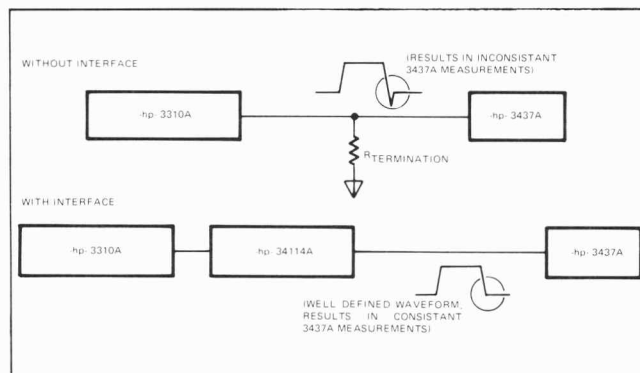 WITHOUT INTERFACE
(RESULTS IN INCONSISTANT
3437A MEASUREMENTS)
-hp- 3310A
-hp- 3437A
RTERMINATION
WITH INTERFACE
-hp- 3310A
-hp- 34114A
-hp- 3437A
(WELL DEFINED WAVEFORM,
RESULTS IN CONSISTANT
3437A MEASUREMENTS)